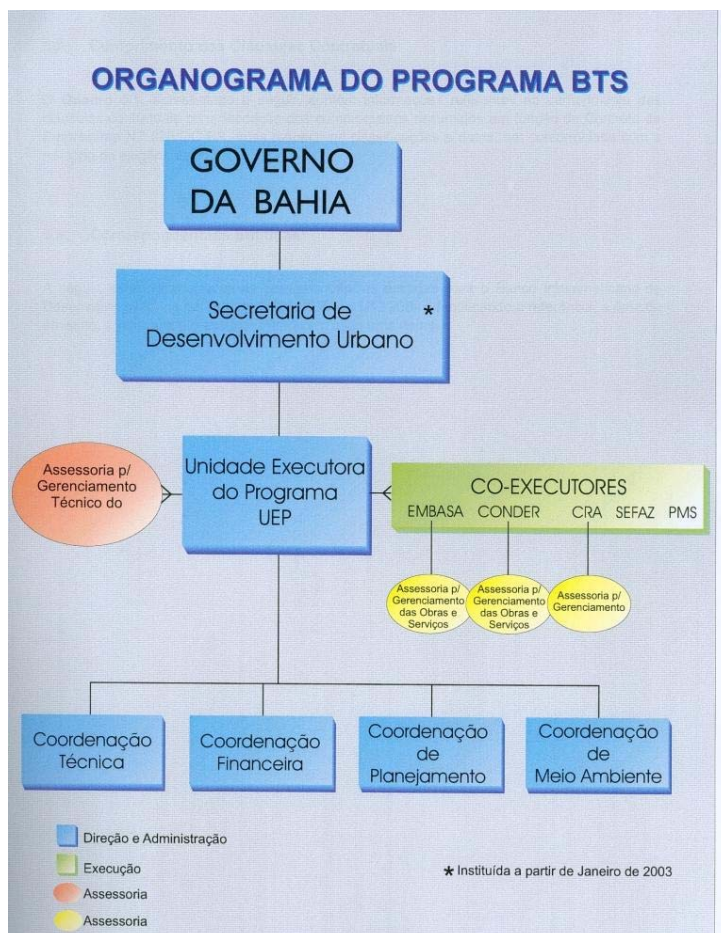 ORGANOGRAMA DO PROGRAMA BTS
GOVERNO
DA BAHIA
Secretaria de *
Desenvolvimento Urbano
Assessoria p/
Gerenciamento
Técnico do
Unidade Executora
do Programa
UEP
CO-EXECUTORES
EMBASA CONDER CRA SEFAZ PMS
Assessoria p/
Gerenciamento
das Obras e
Serviços
Assessoria p/
Gerenciamento
das Obras e
Serviços
Assessoria p/
Gerenciamento
Coordenação
Técnica
Coordenação
Financeira
Coordenação
de
Planejamento
Coordenação
de
Meio Ambiente
Direção e Administração
Execução
Assessoria
Assessoria
* Instituída a partir de Janeiro de 2003